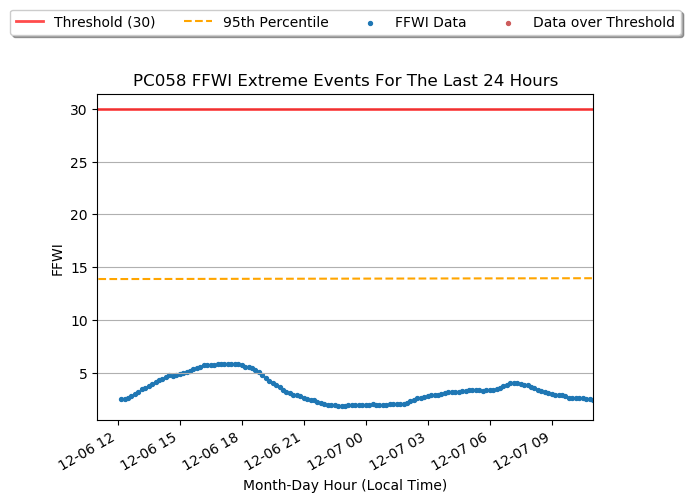 Threshold (30) 95th Percentile FFWI Data Data over Threshold
PC058 FFWI Extreme Events For The Last 24 Hours
30
25
20
15
10
5
FFWI
12-06 12 12-06 15 12-06 18 12-06 21 12-07 00 12-07 03 12-07 06 12-07 09
Month-Day Hour (Local Time)